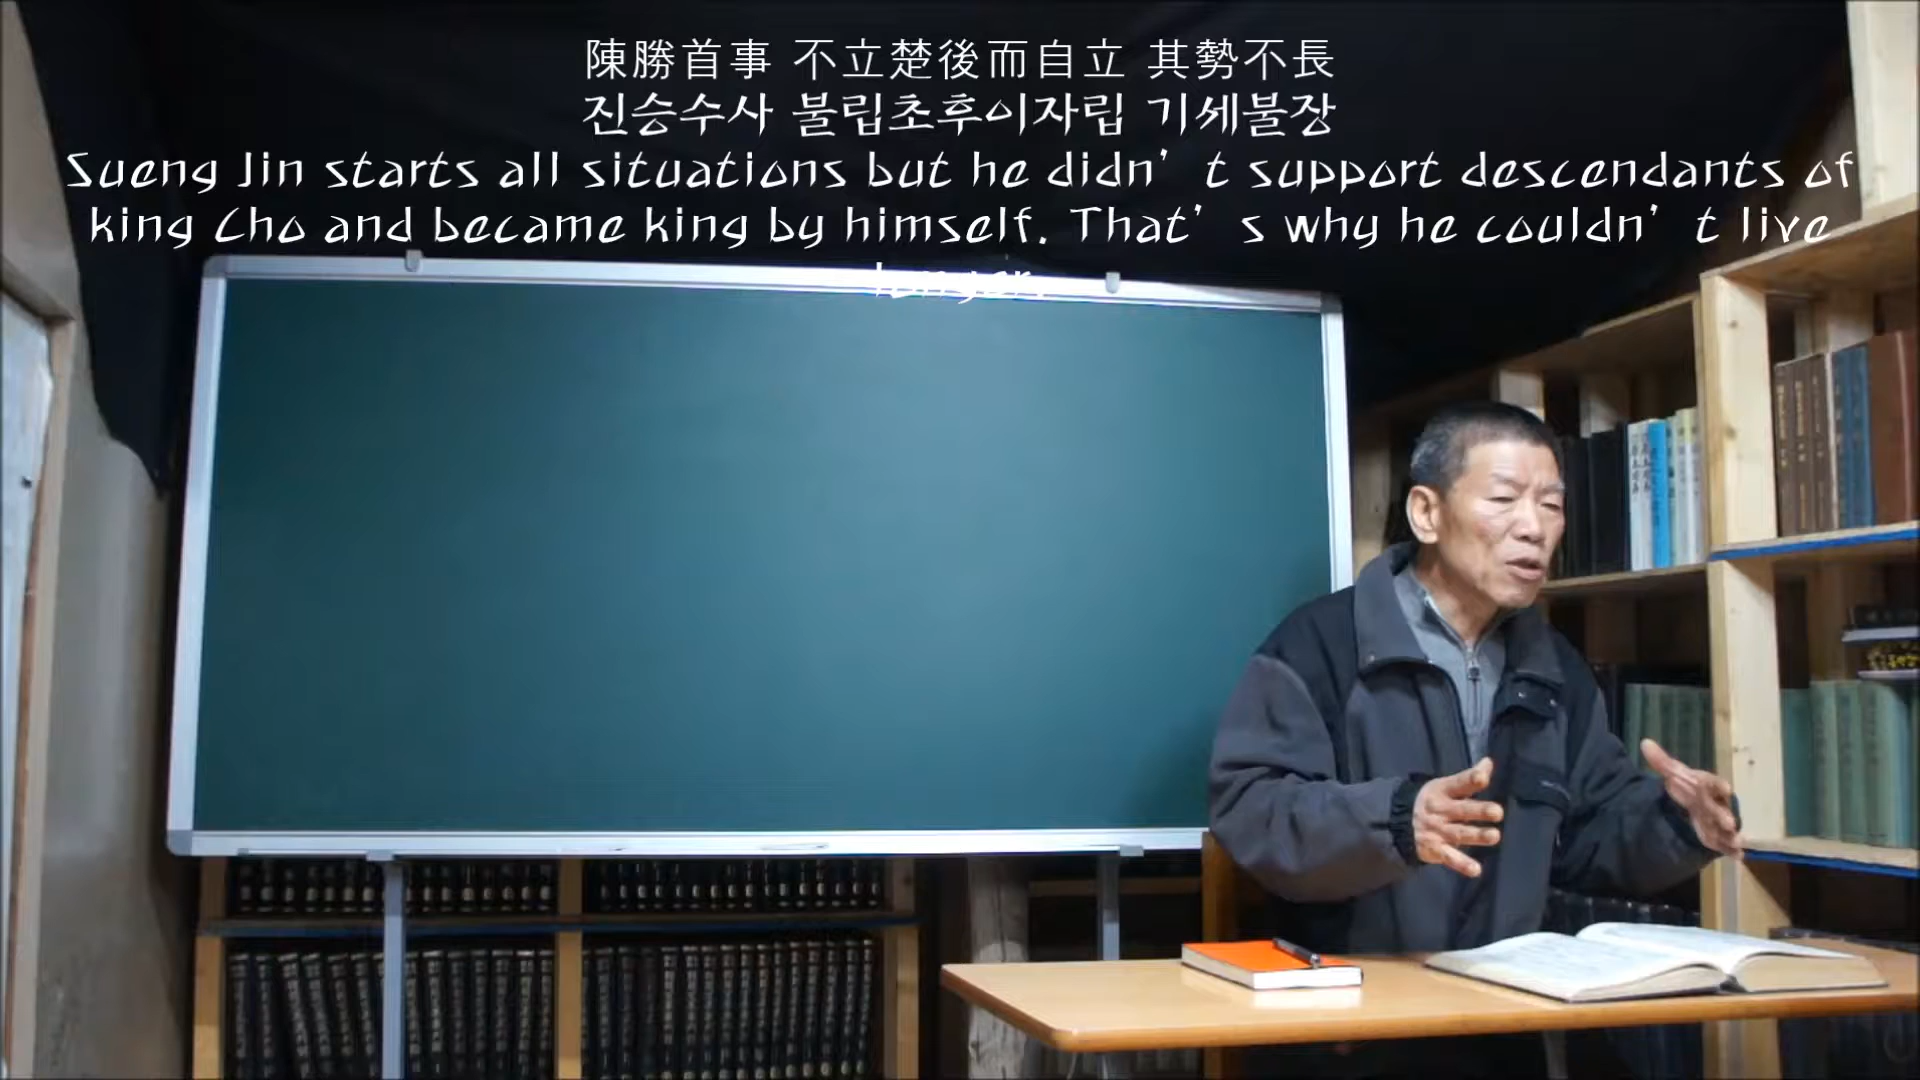 陳勝首事 不立楚後而自立 其勢不長
진승수사 불립초후이자립 기세불장
Sueng Jin starts all situations but he didn't support descendants of
king Cho and became king by himself. That's why he couldn't live
longer.